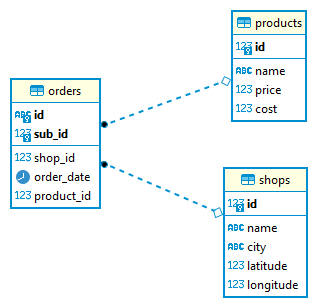 products
123 id
ABC name
123 price
123 cost
orders
ABC id
123 sub_id
123 shop_id
order_date
123 product_id
shops
123 id
ABC name
ABC city
123 latitude
123 longitude